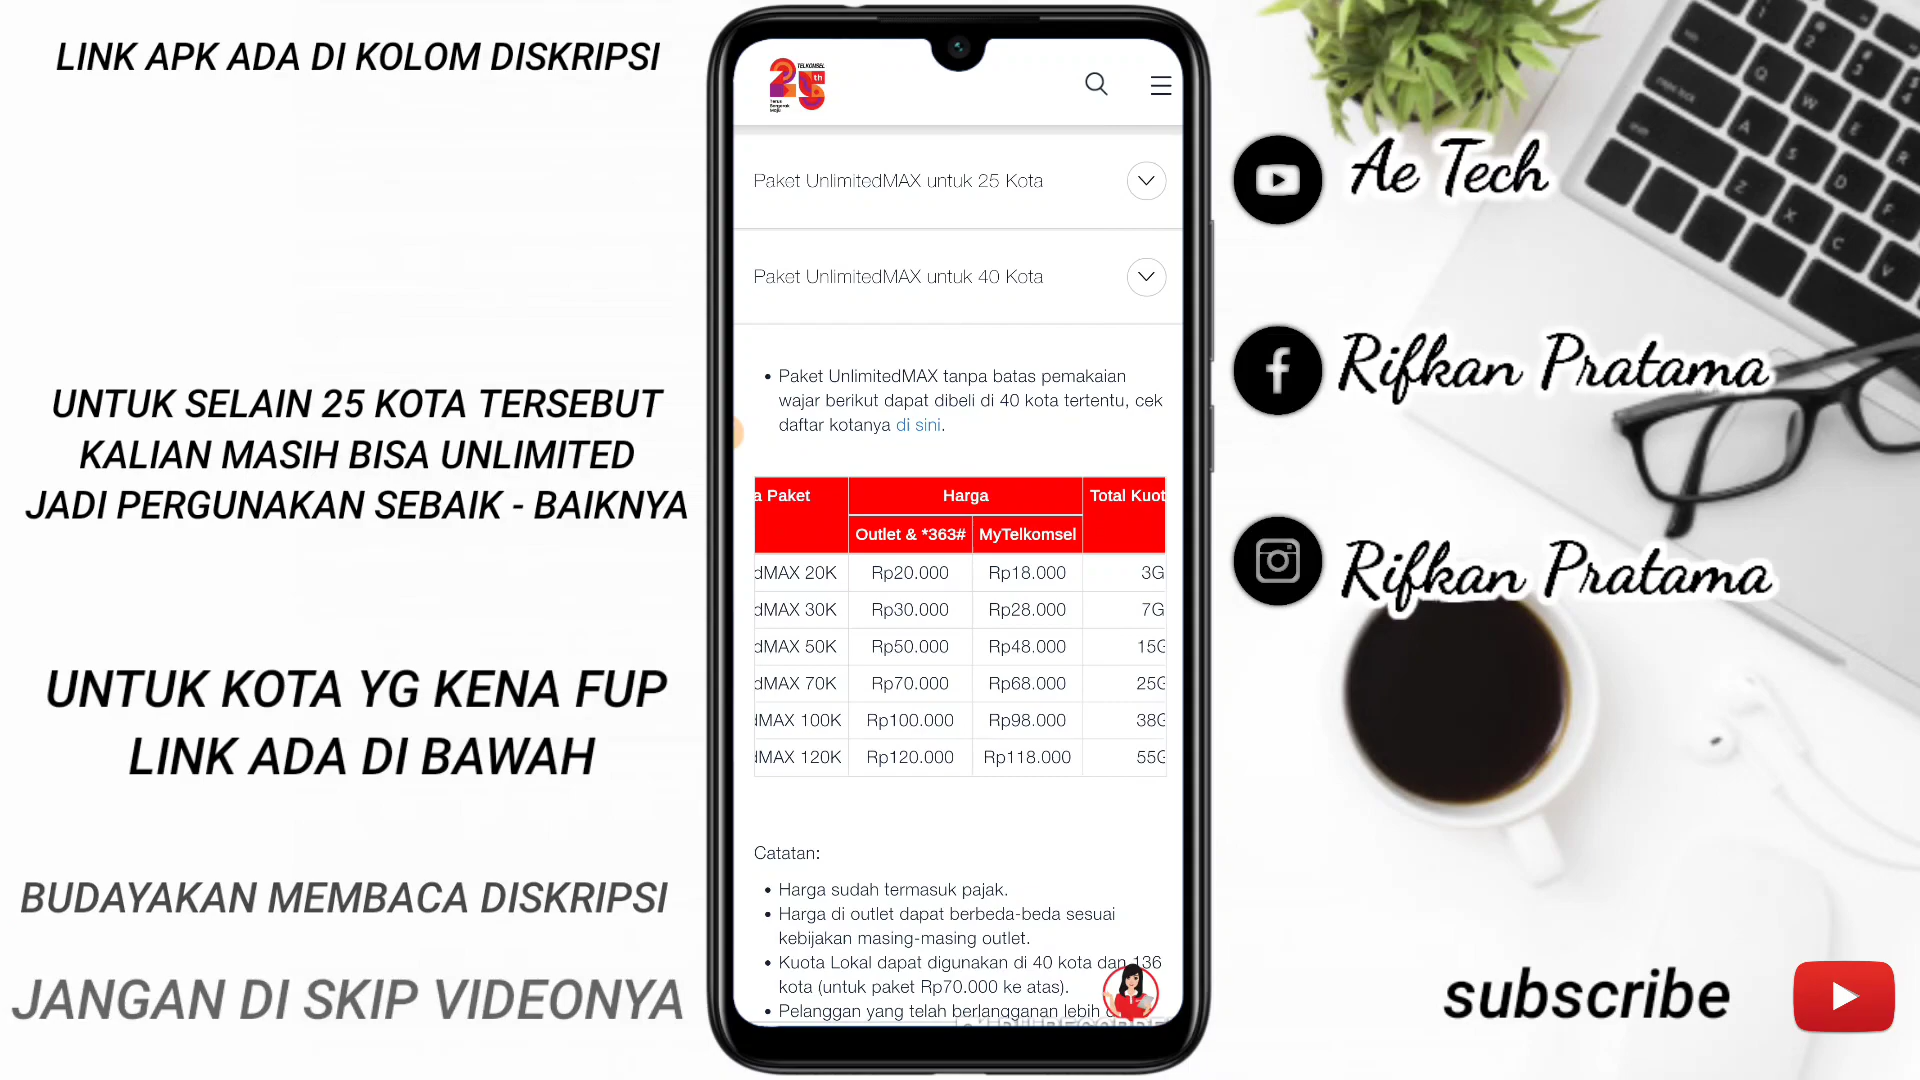 LINK APK ADA DI KOLOM DISKRIPSI
UNTUK SELAIN 25 KOTA TERSEBUT
KALIAN MASIH BISA UNLIMITED
JADI PERGUNAKAN SEBAIK - BAIKNYA
UNTUK KOTA YG KENA FUP
LINK ADA DI BAWAH
BUDAYAKAN MEMBACA DISKRIPSI
JANGAN DI SKIP VIDEONYA
TELKOMSEL
25th
Terus
Bergerak
Maju
Paket UnlimitedMAX untuk 25 Kota
Paket UnlimitedMAX untuk 40 Kota
• Paket UnlimitedMAX tanpa batas pemakaian
wajar berikut dapat dibeli di 40 kota tertentu, cek
daftar kotanya di sini.
a Paket Harga Total Kuot
Outlet & *363# MyTelkomsel
dMAX 20K Rp20.000 Rp18.000 3G
dMAX 30K Rp30.000 Rp28.000 7G
dMAX 50K Rp50.000 Rp48.000 15G
dMAX 70K Rp70.000 Rp68.000 25G
dMAX 100K Rp100.000 Rp98.000 38G
dMAX 120K Rp120.000 Rp118.000 55G
Catatan:
• Harga sudah termasuk pajak.
• Harga di outlet dapat berbeda-beda sesuai
kebijakan masing-masing outlet.
• Kuota Lokal dapat digunakan di 40 kota dan 136
kota (untuk paket Rp70.000 ke atas).
• Pelanggan yang telah berlangganan lebih
Ae Tech
Rifkan Pratama
Rifkan Pratama
subscribe